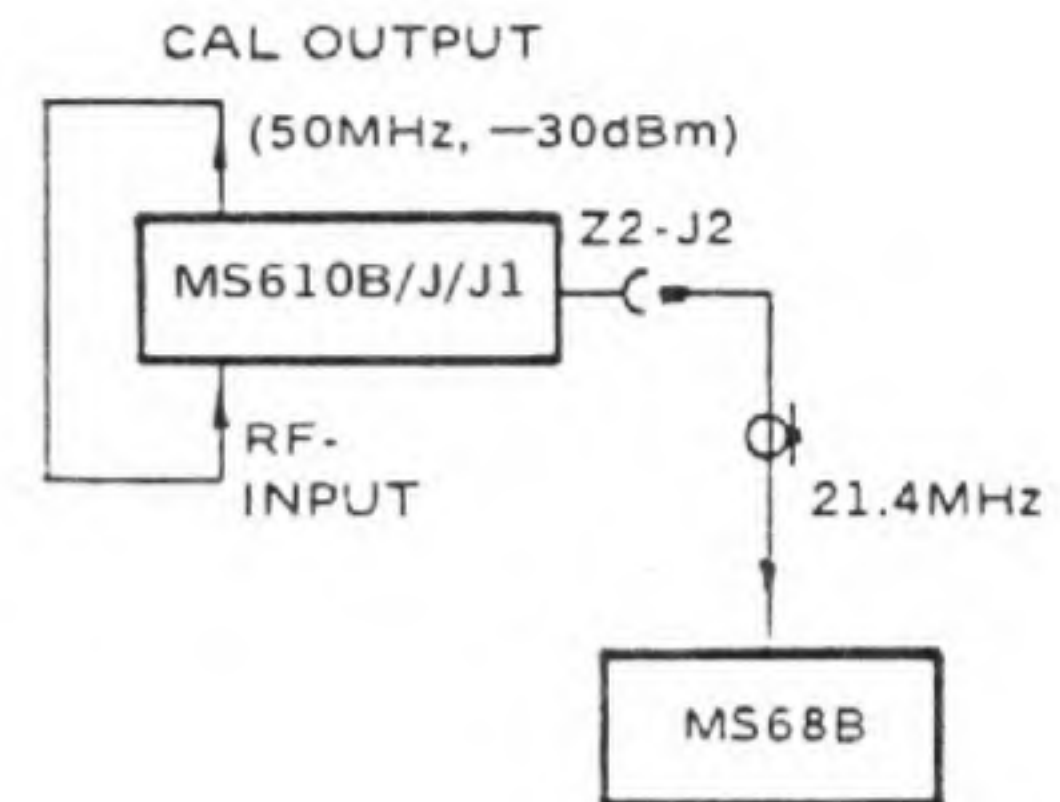 CAL OUTPUT
(50MHz, —30dBm)
Z2-J2
MS610B/J/J1
RF-
INPUT
21.4MHz
MS68B